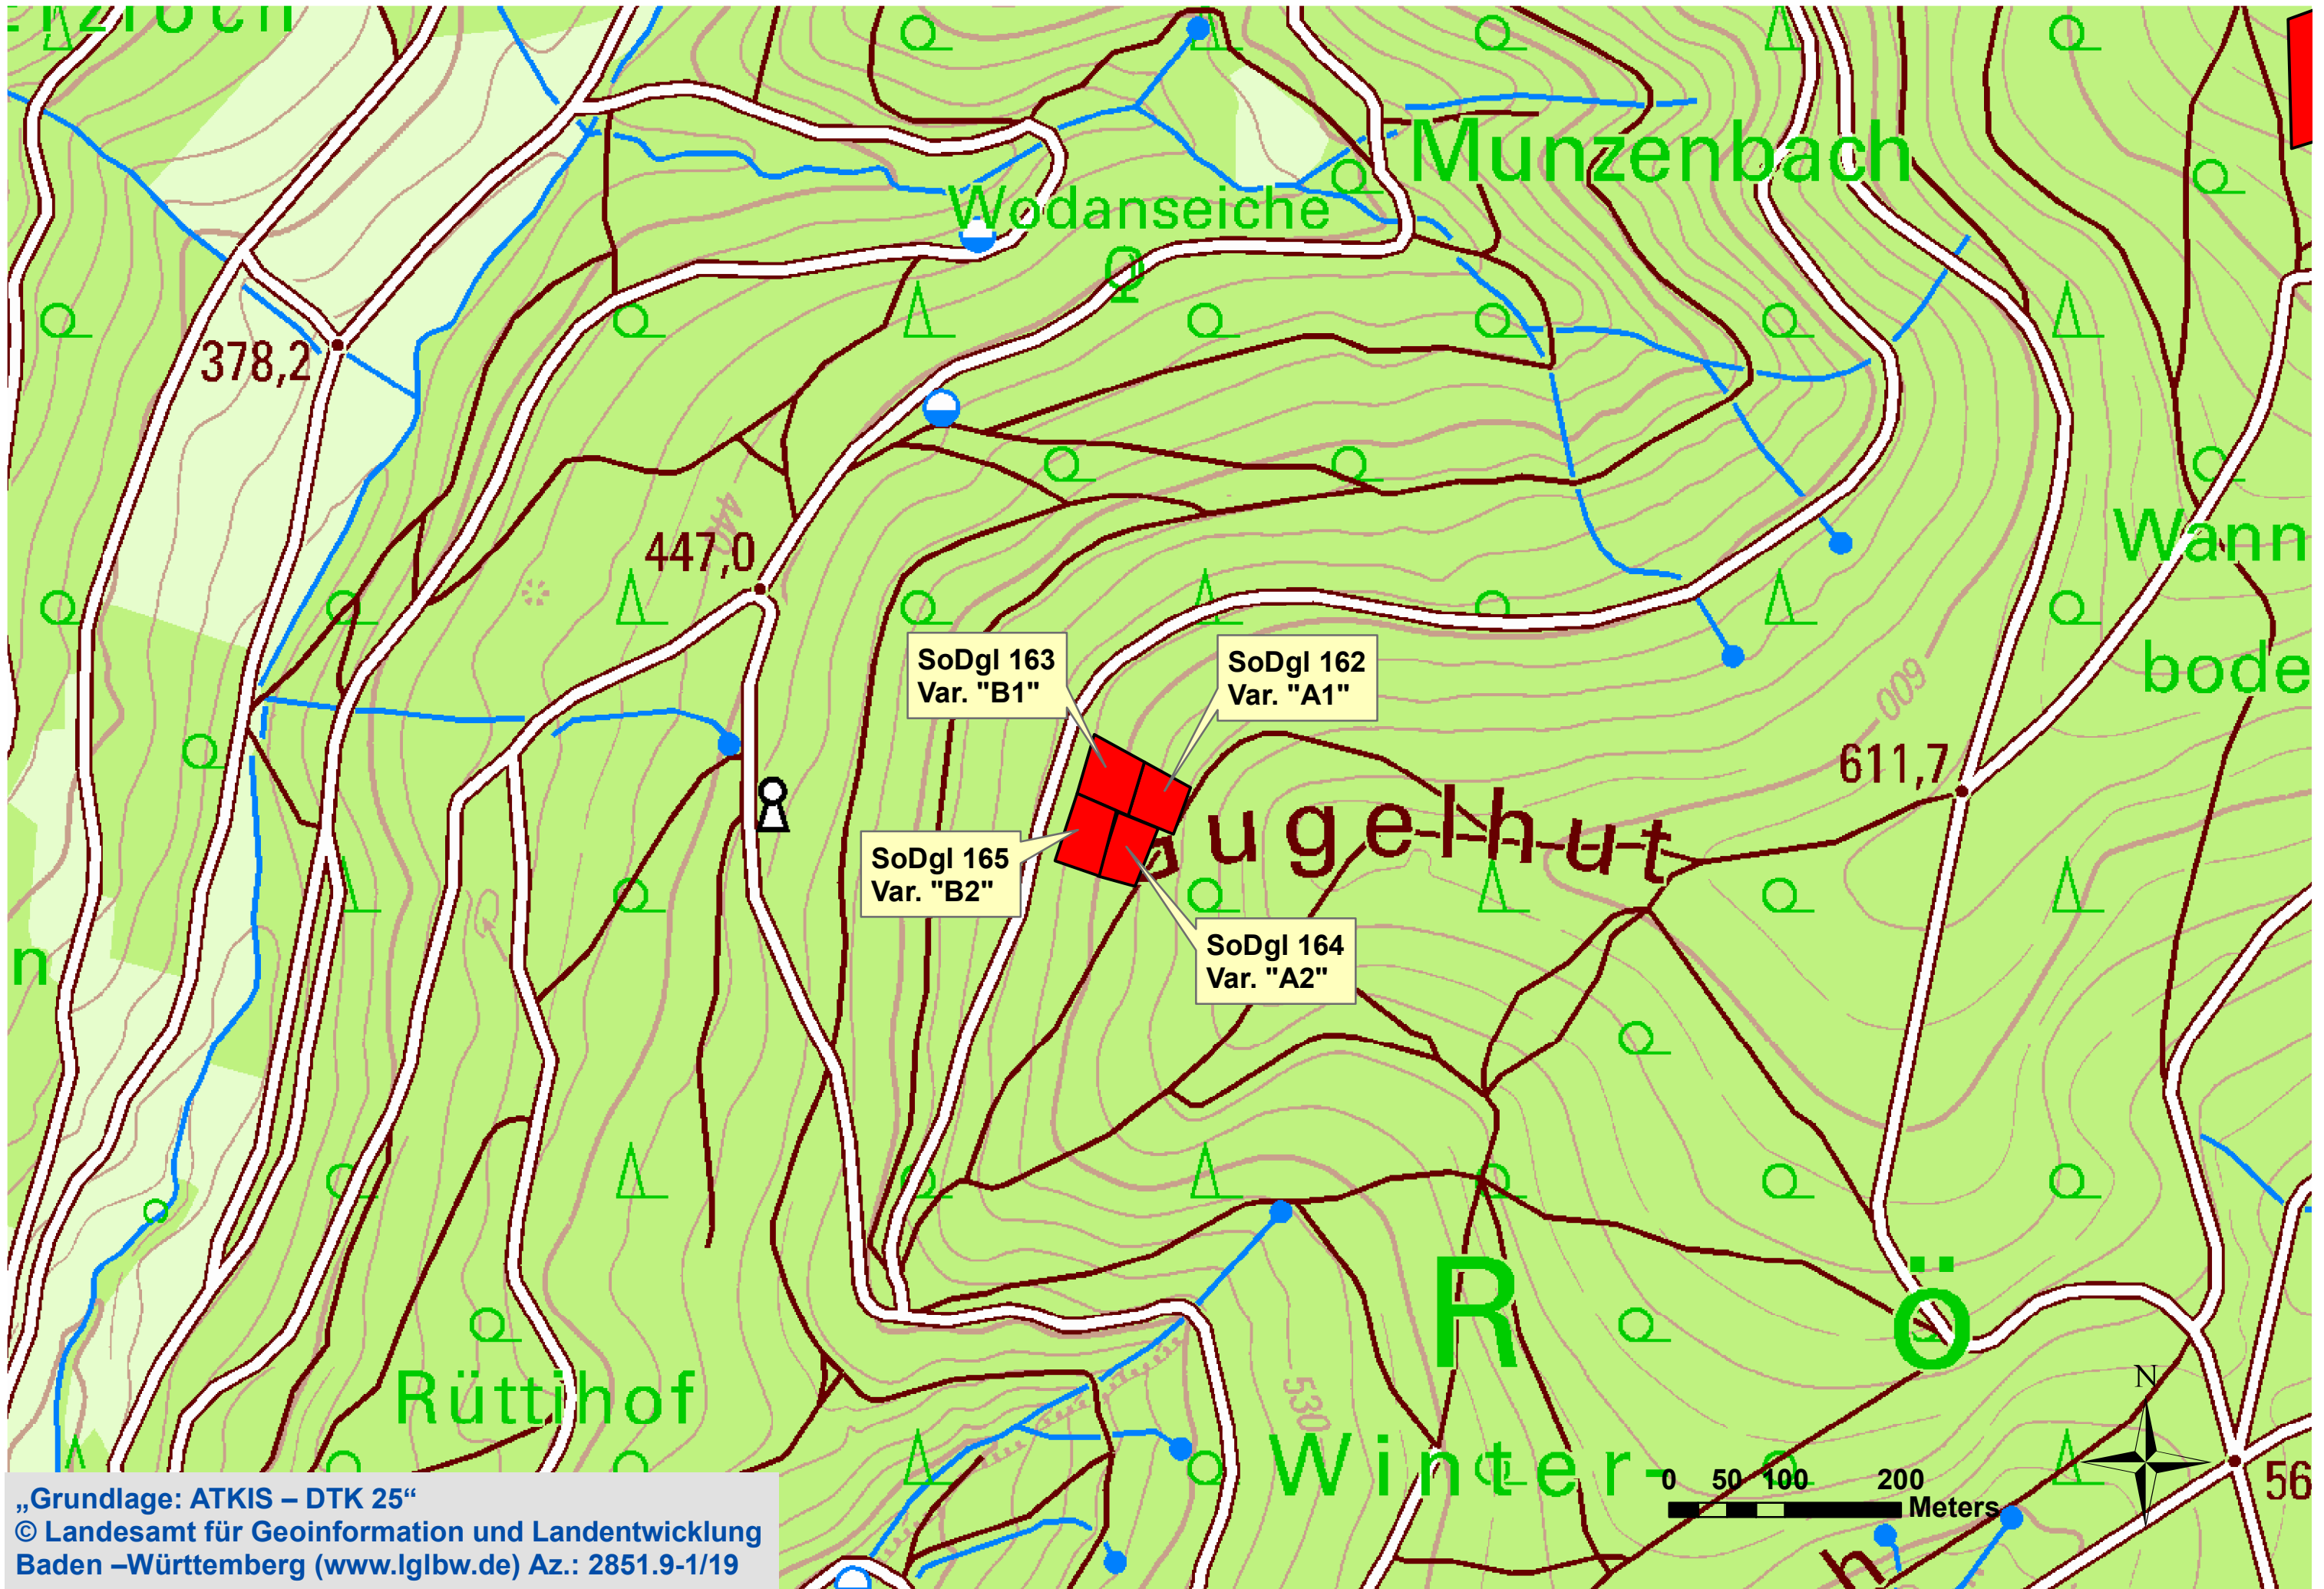 Munzenbach
Wodanseiche
378,2
440
447,0
Wann
bode
SoDgl 163
Var. "B1"
SoDgl 162
Var. "A1"
600
611,7
ugelhut
SoDgl 165
Var. "B2"
SoDgl 164
Var. "A2"
n
R Ö
Rüttihof
530
Winter-
N
0 50 100 200
Meters
56
h
„Grundlage: ATKIS – DTK 25“
© Landesamt für Geoinformation und Landentwicklung
Baden –Württemberg (www.lglbw.de) Az.: 2851.9-1/19